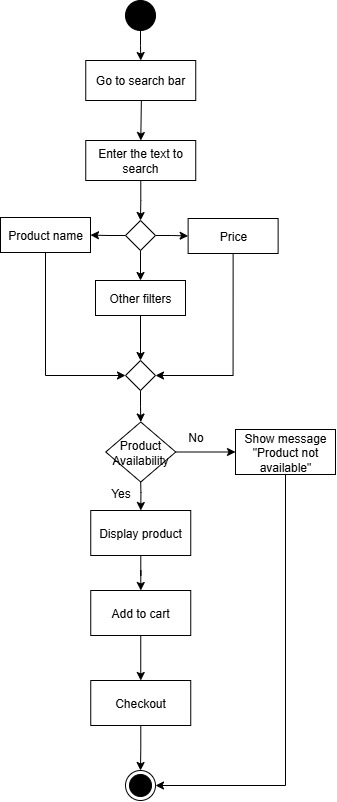 Go to search bar
Enter the text to
search
Product name
Price
Other filters
Product
Availability
No
Show message
"Product not
available"
Yes
Display product
Add to cart
Checkout